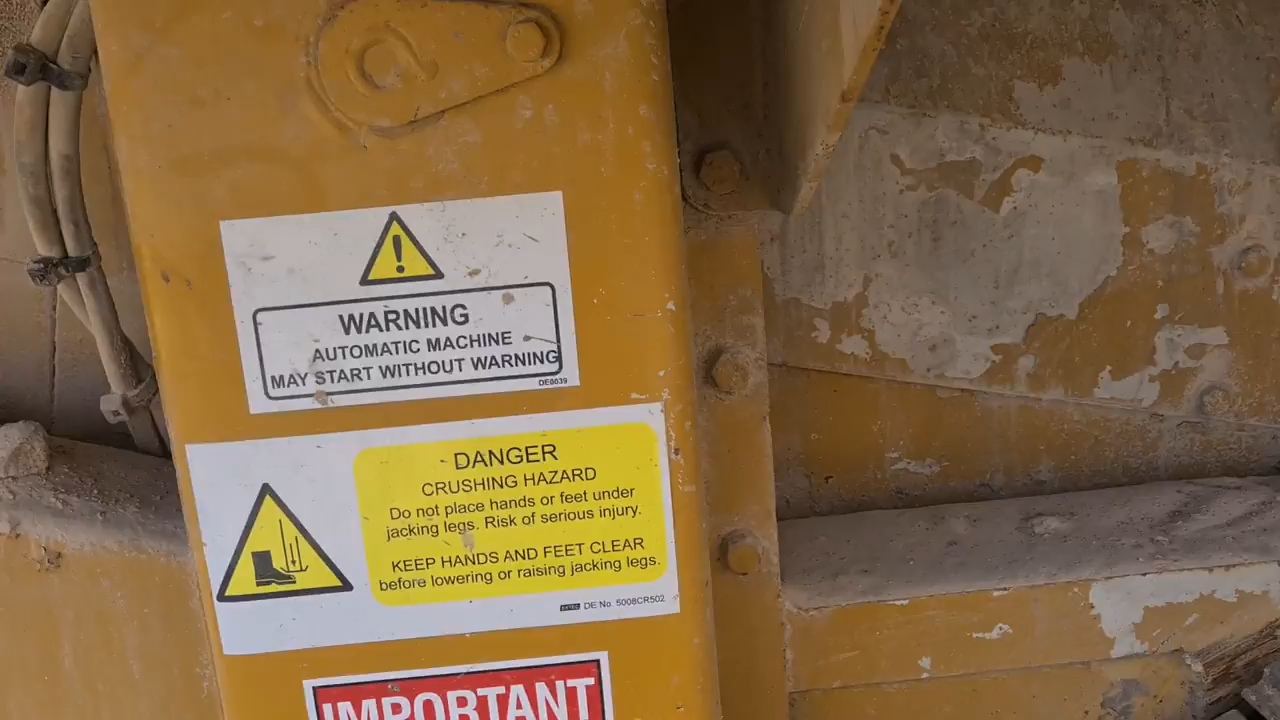 WARNING
AUTOMATIC MACHINE
MAY START WITHOUT WARNING
DE0039
DANGER
CRUSHING HAZARD
Do not place hands or feet under
jacking legs. Risk of serious injury.
KEEP HANDS AND FEET CLEAR
before lowering or raising jacking legs.
EXTEC DE No. 5008CR502
IMPORTANT